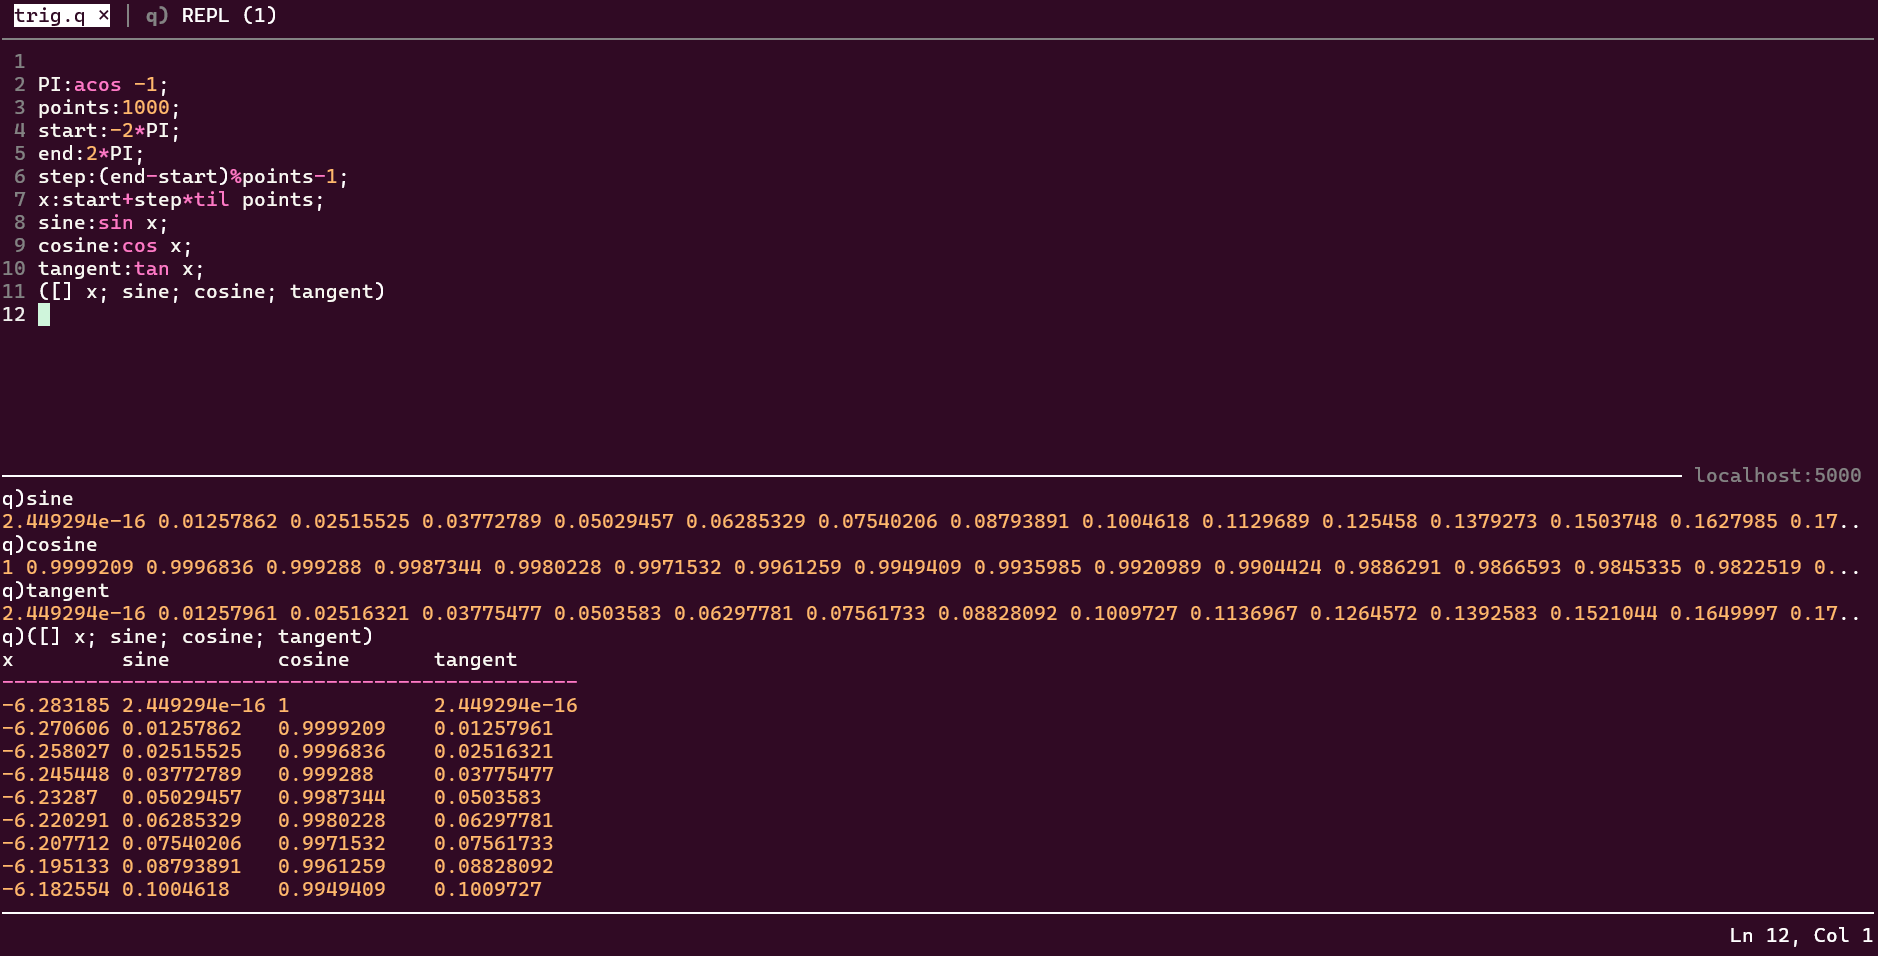 trig.q × │ q) REPL (1)
1
2 PI:acos -1;
3 points:1000;
4 start:-2*PI;
5 end:2*PI;
6 step:(end-start)%points-1;
7 x:start+step*til points;
8 sine:sin x;
9 cosine:cos x;
10 tangent:tan x;
11 ([] x; sine; cosine; tangent)
12
localhost:5000
q)sine
2.449294e-16 0.01257862 0.02515525 0.03772789 0.05029457 0.06285329 0.07540206 0.08793891 0.1004618 0.1129689 0.125458 0.1379273 0.1503748 0.1627985 0.17..
q)cosine
1 0.9999209 0.9996836 0.999288 0.9987344 0.9980228 0.9971532 0.9961259 0.9949409 0.9935985 0.9920989 0.9904424 0.9886291 0.9866593 0.9845335 0.9822519 0...
q)tangent
2.449294e-16 0.01257961 0.02516321 0.03775477 0.0503583 0.06297781 0.07561733 0.08828092 0.1009727 0.1136967 0.1264572 0.1392583 0.1521044 0.1649997 0.17..
q)([] x; sine; cosine; tangent)
x         sine         cosine       tangent
------------------------------------------------
-6.283185 2.449294e-16 1            2.449294e-16
-6.270606 0.01257862   0.9999209    0.01257961
-6.258027 0.02515525   0.9996836    0.02516321
-6.245448 0.03772789   0.999288     0.03775477
-6.23287  0.05029457   0.9987344    0.0503583
-6.220291 0.06285329   0.9980228    0.06297781
-6.207712 0.07540206   0.9971532    0.07561733
-6.195133 0.08793891   0.9961259    0.08828092
-6.182554 0.1004618    0.9949409    0.1009727
Ln 12, Col 1